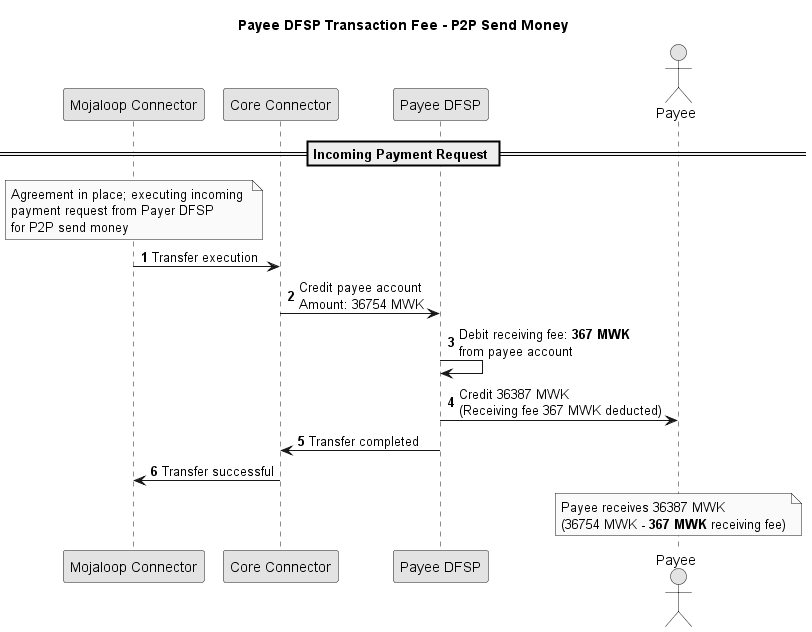 Payee DFSP Transaction Fee - P2P Send Money
Payee
Mojaloop Connector
Core Connector
Payee DFSP
Incoming Payment Request
Agreement in place; executing incoming
payment request from Payer DFSP
for P2P send money
1 Transfer execution
2 Credit payee account
Amount: 36754 MWK
3 Debit receiving fee: 367 MWK
from payee account
4 Credit 36387 MWK
(Receiving fee 367 MWK deducted)
5 Transfer completed
6 Transfer successful
Payee receives 36387 MWK
(36754 MWK - 367 MWK receiving fee)
Mojaloop Connector
Core Connector
Payee DFSP
Payee